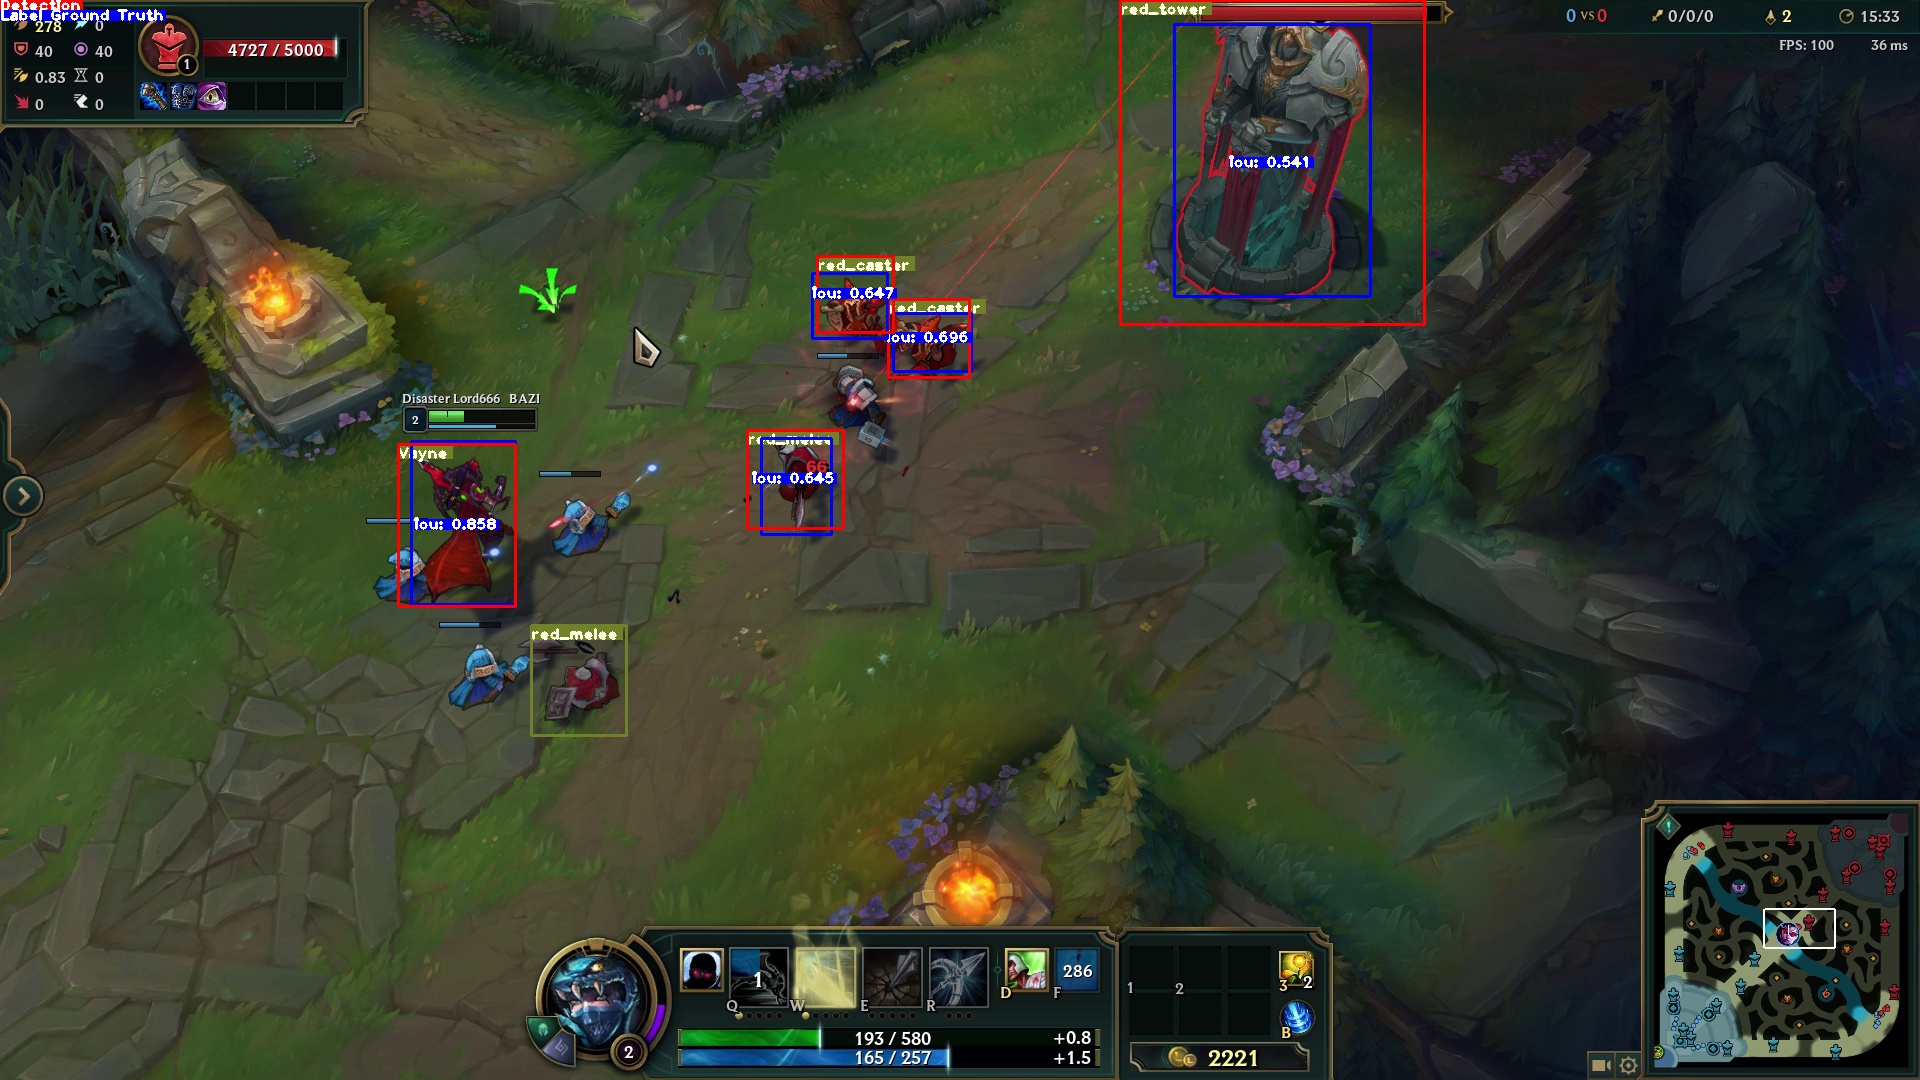 Detection
Label Ground Truth
278 0
40 40
0.83 0
0 0
4727 / 5000
1
red_tower
0 vs 0
0/0/0
2
15:33
FPS: 100
36 ms
Iou: 0.541
red_caster
Iou: 0.647
red_caster
Iou: 0.696
Disaster Lord666 BAZI
2
Vayne
red_melee
66
Iou: 0.645
Iou: 0.858
red_melee
1
Q
W
E
R
D
286
F
1
2
3
2
B
193 / 580
+0.8
165 / 257
+1.5
2
2221